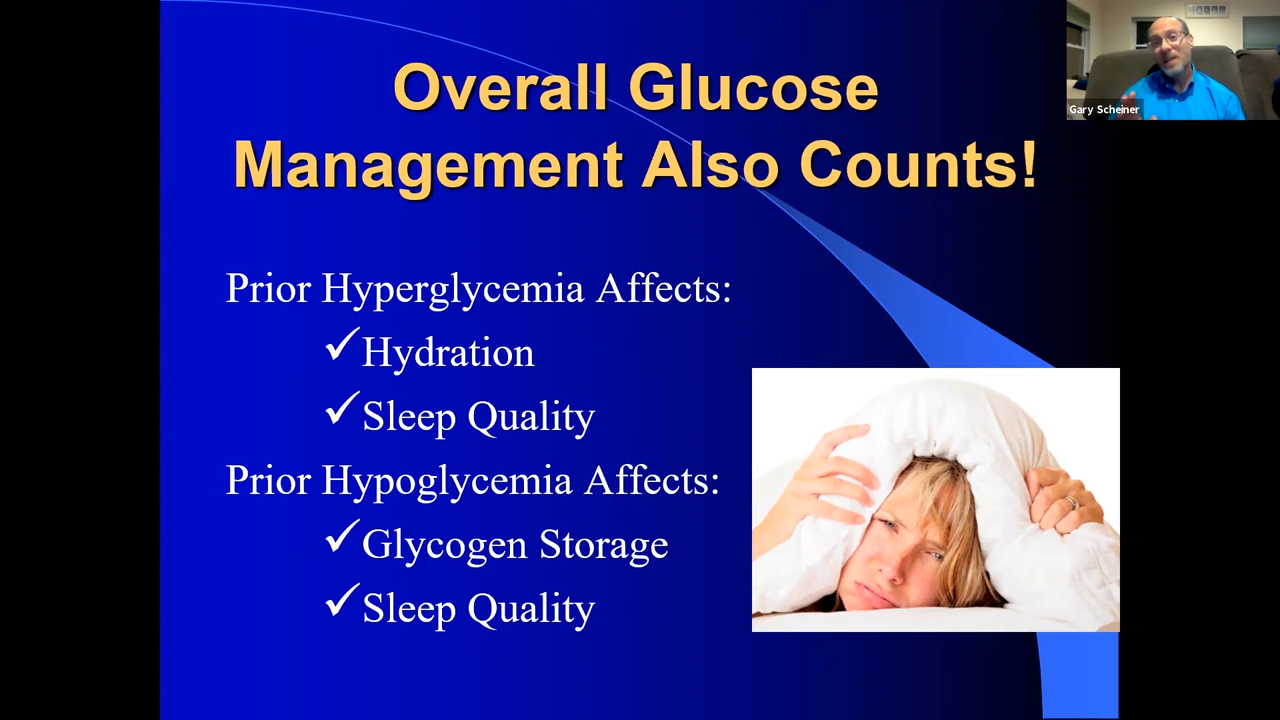 Overall Glucose
Management Also Counts!
Gary Scheiner
Prior Hyperglycemia Affects:
✓Hydration
✓Sleep Quality
Prior Hypoglycemia Affects:
✓Glycogen Storage
✓Sleep Quality